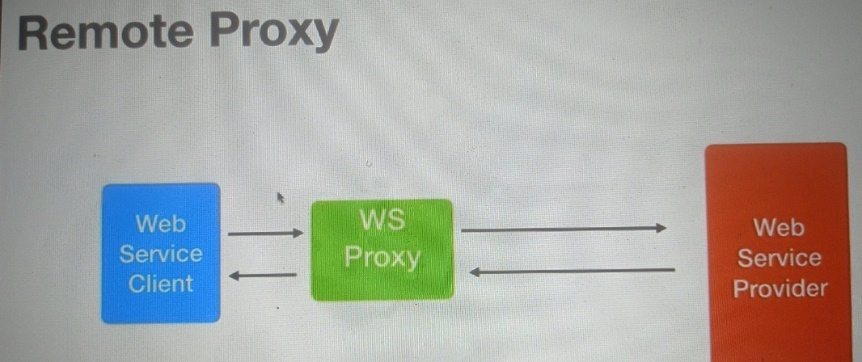 Remote Proxy
Web
Service
Client
WS
Proxy
Web
Service
Provider